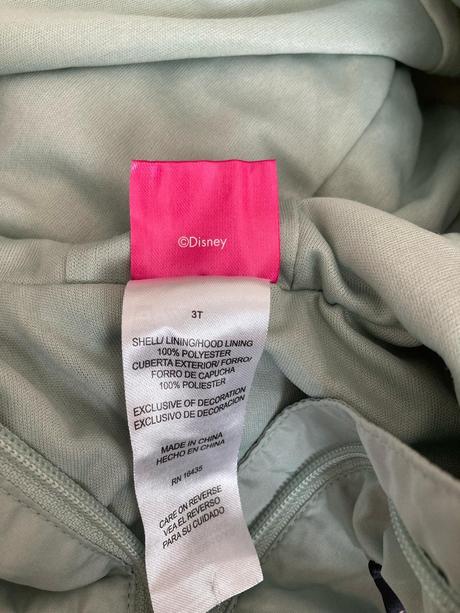 ©Disney
3T
SHELL/ LINING/HOOD LINING
100% POLYESTER
CUBERTA EXTERIOR/ FORRO/
FORRO DE CAPUCHA
100% POLIESTER
EXCLUSIVE OF DECORATION
EXCLUSIVO DE DECORACION
MADE IN CHINA
HECHO EN CHINA
RN 16435
CARE ON REVERSE
VEA EL REVERSO
PARA SU CUIDADO